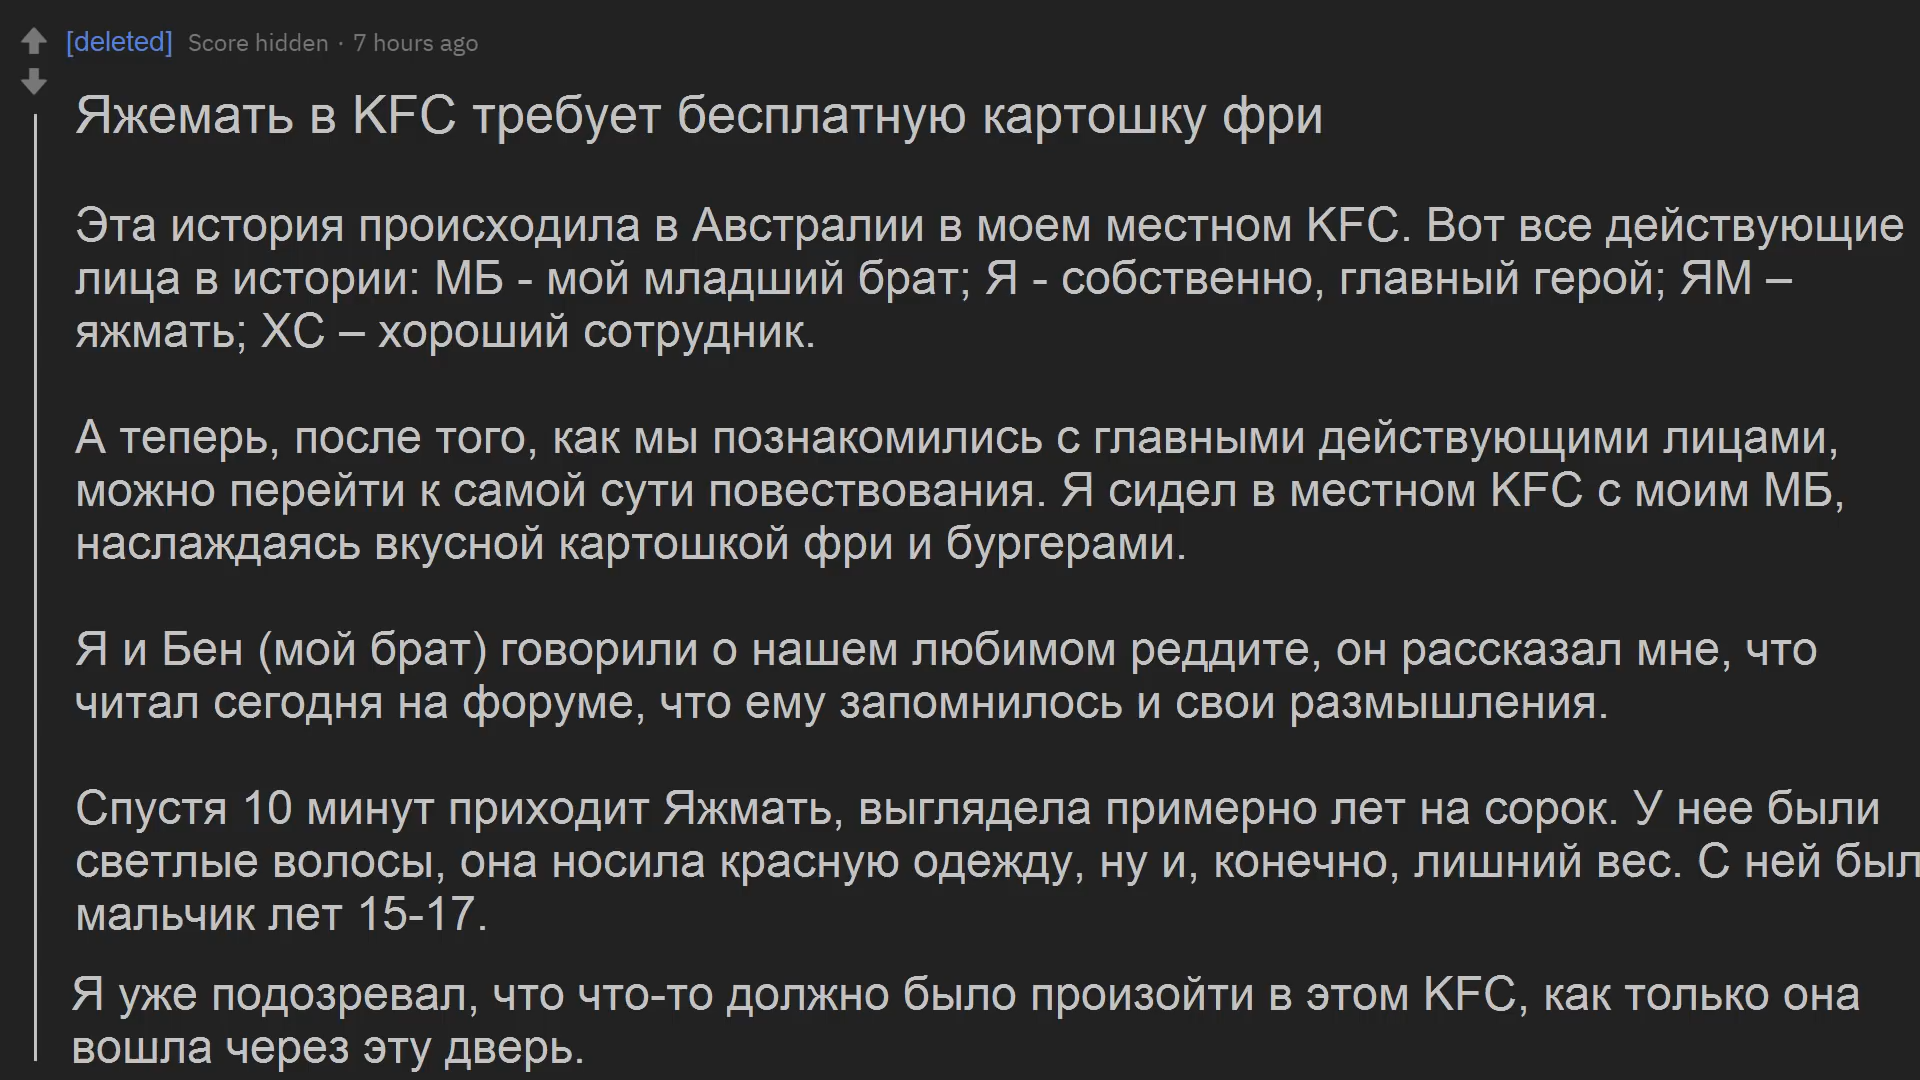 [deleted] Score hidden · 7 hours ago
Яжемать в KFC требует бесплатную картошку фри
Эта история происходила в Австралии в моем местном KFC. Вот все действующие
лица в истории: МБ - мой младший брат; Я - собственно, главный герой; ЯМ –
яжмать; ХС – хороший сотрудник.
А теперь, после того, как мы познакомились с главными действующими лицами,
можно перейти к самой сути повествования. Я сидел в местном KFC с моим МБ,
наслаждаясь вкусной картошкой фри и бургерами.
Я и Бен (мой брат) говорили о нашем любимом реддите, он рассказал мне, что
читал сегодня на форуме, что ему запомнилось и свои размышления.
Спустя 10 минут приходит Яжмать, выглядела примерно лет на сорок. У нее были
светлые волосы, она носила красную одежду, ну и, конечно, лишний вес. С ней был
мальчик лет 15-17.
Я уже подозревал, что что-то должно было произойти в этом KFC, как только она
вошла через эту дверь.